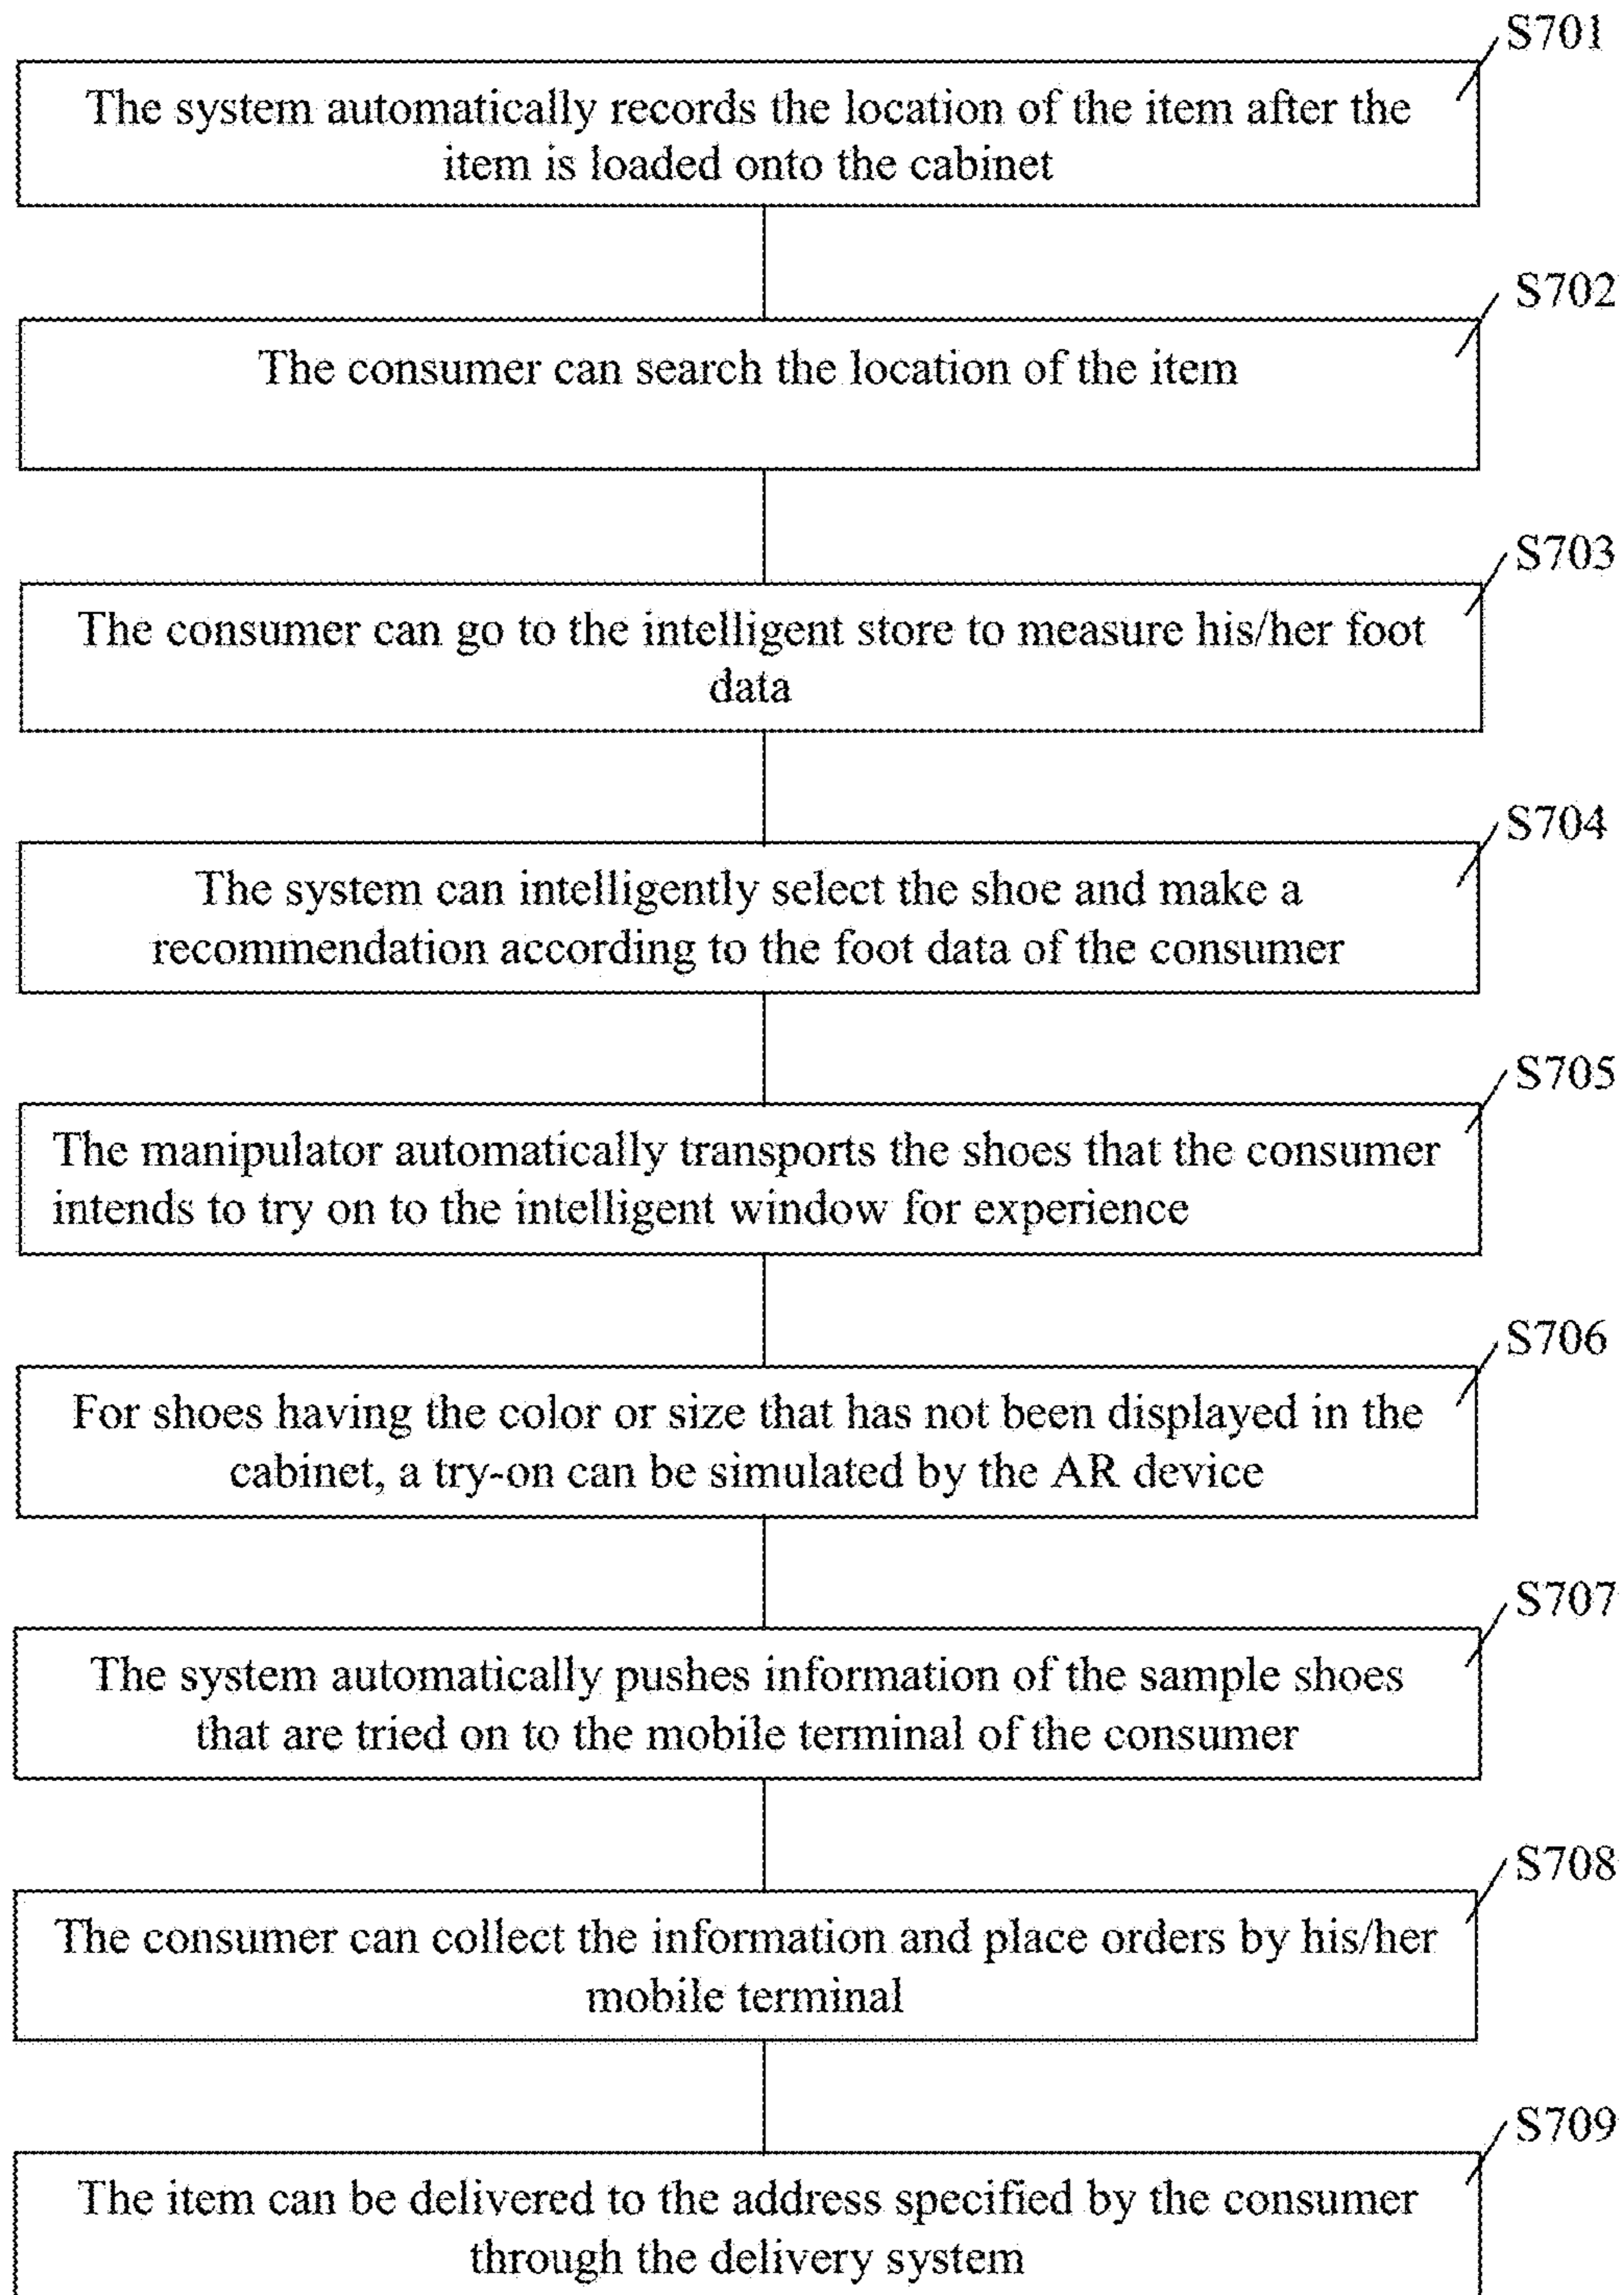 S701
The system automatically records the location of the item after the
item is loaded onto the cabinet
S702
The consumer can search the location of the item
S703
The consumer can go to the intelligent store to measure his/her foot
data
S704
The system can intelligently select the shoe and make a
recommendation according to the foot data of the consumer
S705
The manipulator automatically transports the shoes that the consumer
intends to try on to the intelligent window for experience
S706
For shoes having the color or size that has not been displayed in the
cabinet, a try-on can be simulated by the AR device
S707
The system automatically pushes information of the sample shoes
that are tried on to the mobile terminal of the consumer
S708
The consumer can collect the information and place orders by his/her
mobile terminal
S709
The item can be delivered to the address specified by the consumer
through the delivery system